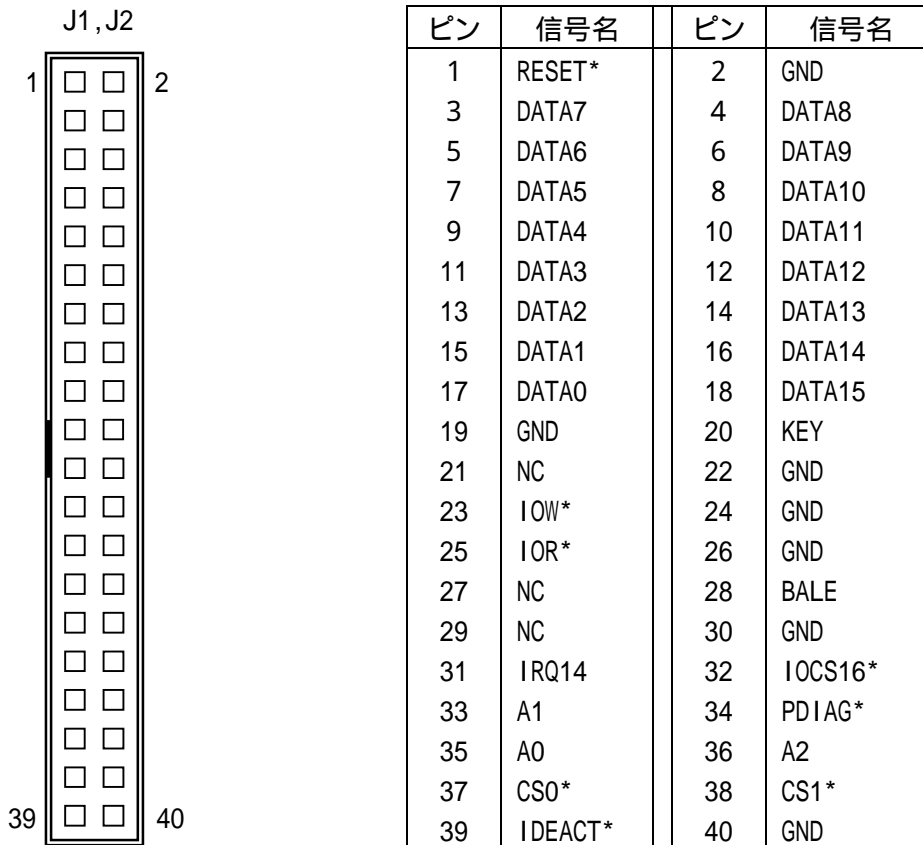 J1,J2
1 2
39 40
ピン 信号名 ピン 信号名
1 RESET* 2 GND
3 DATA7 4 DATA8
5 DATA6 6 DATA9
7 DATA5 8 DATA10
9 DATA4 10 DATA11
11 DATA3 12 DATA12
13 DATA2 14 DATA13
15 DATA1 16 DATA14
17 DATA0 18 DATA15
19 GND 20 KEY
21 NC 22 GND
23 IOW* 24 GND
25 IOR* 26 GND
27 NC 28 BALE
29 NC 30 GND
31 IRQ14 32 IOCS16*
33 A1 34 PDIAG*
35 A0 36 A2
37 CS0* 38 CS1*
39 IDEACT* 40 GND